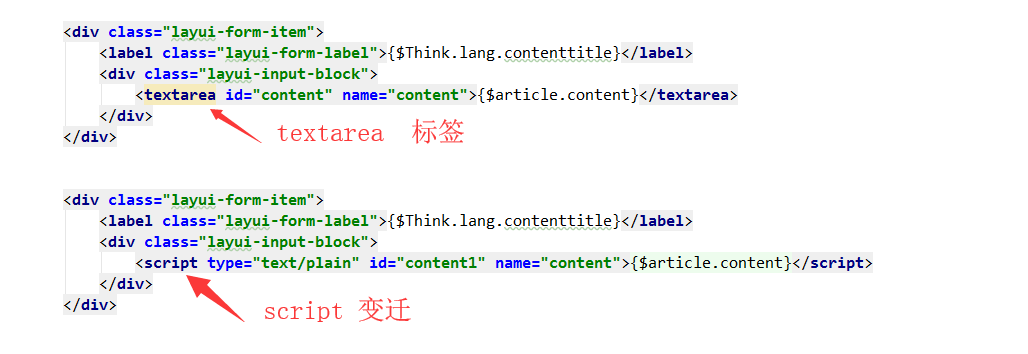 <div class="layui-form-item">
<label class="layui-form-label">{$Think.lang.contenttitle}</label>
<div class="layui-input-block">
<textarea id="content" name="content">{$article.content}</textarea>
</div>
textarea 标签
</div>
<div class="layui-form-item">
<label class="layui-form-label">{$Think.lang.contenttitle}</label>
<div class="layui-input-block">
<script type="text/plain" id="content1" name="content">{$article.content}</script>
</div>
</div>
script 变迁